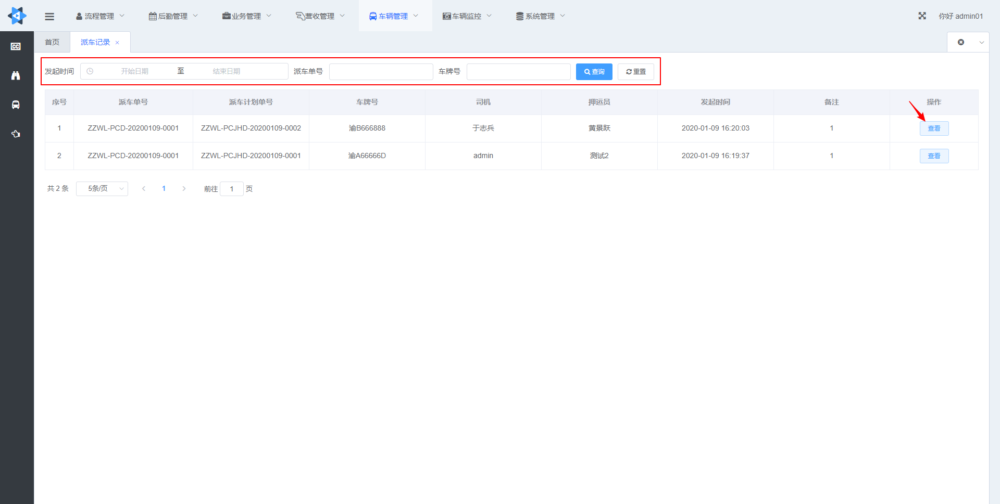 流程管理 后勤管理 业务管理 营收管理 车辆管理 车辆监控 系统管理 你好 admin01
首页 派车记录
发起时间 开始日期 至 结束日期 派车单号 车牌号 查询 重置
序号 派车单号 派车计划单号 车牌号 司机 押运员 发起时间 备注 操作
1 ZZWL-PCD-20200109-0001 ZZWL-PCJHD-20200109-0002 渝B666888 于志兵 黄景跃 2020-01-09 16:20:03 1 查看
2 ZZWL-PCD-20200109-0001 ZZWL-PCJHD-20200109-0001 渝A66666D admin 测试2 2020-01-09 16:19:37 1 查看
共 2 条 5条/页 1 前往 1 页